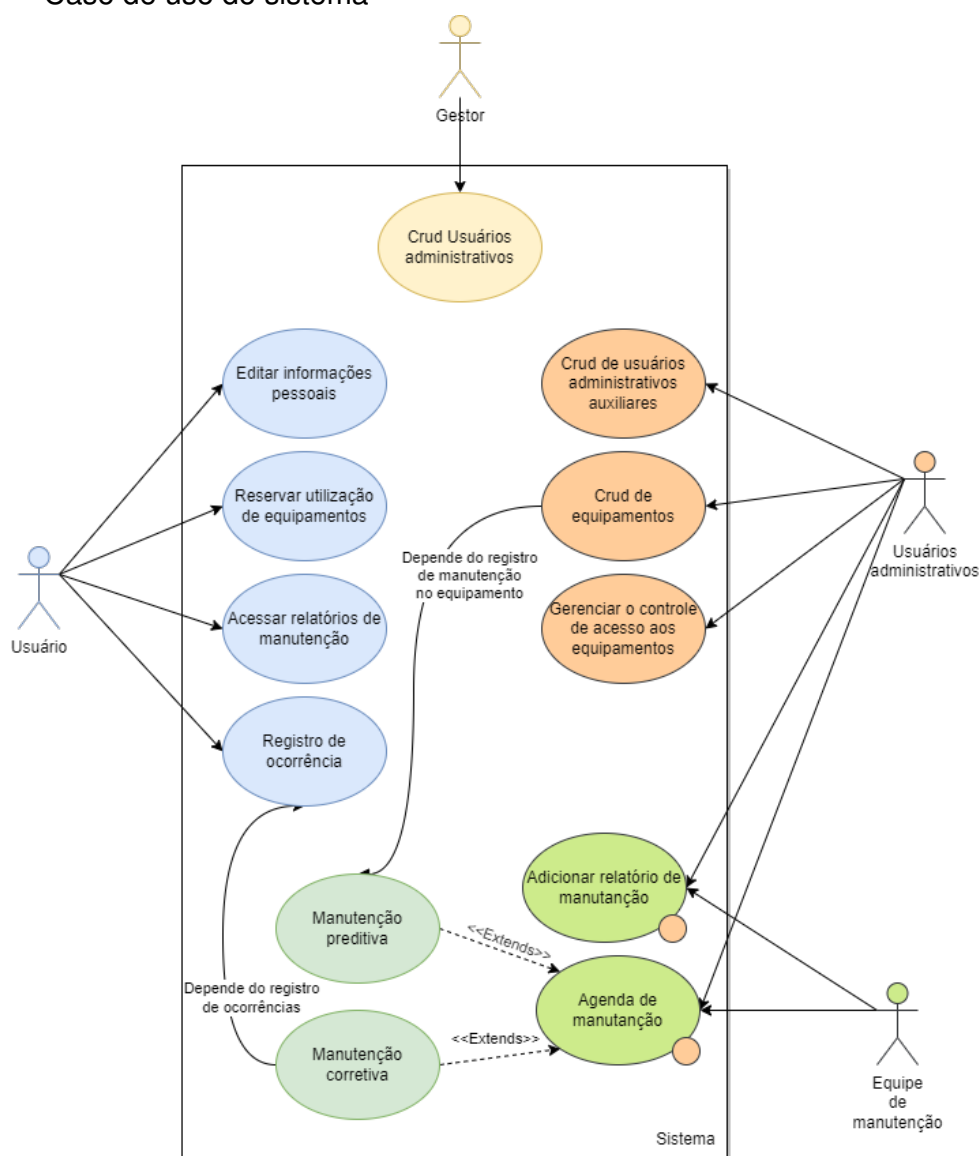 Caso de uso do sistema
Gestor
Crud Usuários
administrativos
Editar informações
pessoais
Crud de usuários
administrativos
auxiliares
Reservar utilização
de equipamentos
Crud de
equipamentos
Usuários
administrativos
Depende do registro
de manutenção
no equipamento
Usuário
Acessar relatórios de
manutenção
Gerenciar o controle
de acesso aos
equipamentos
Registro de
ocorrência
Adicionar relatório de
manutanção
Manutenção
preditiva
<<Extends>>
Depende do registro
de ocorrências
Agenda de
manutanção
<<Extends>>
Manutenção
corretiva
Equipe
de
manutenção
Sistema